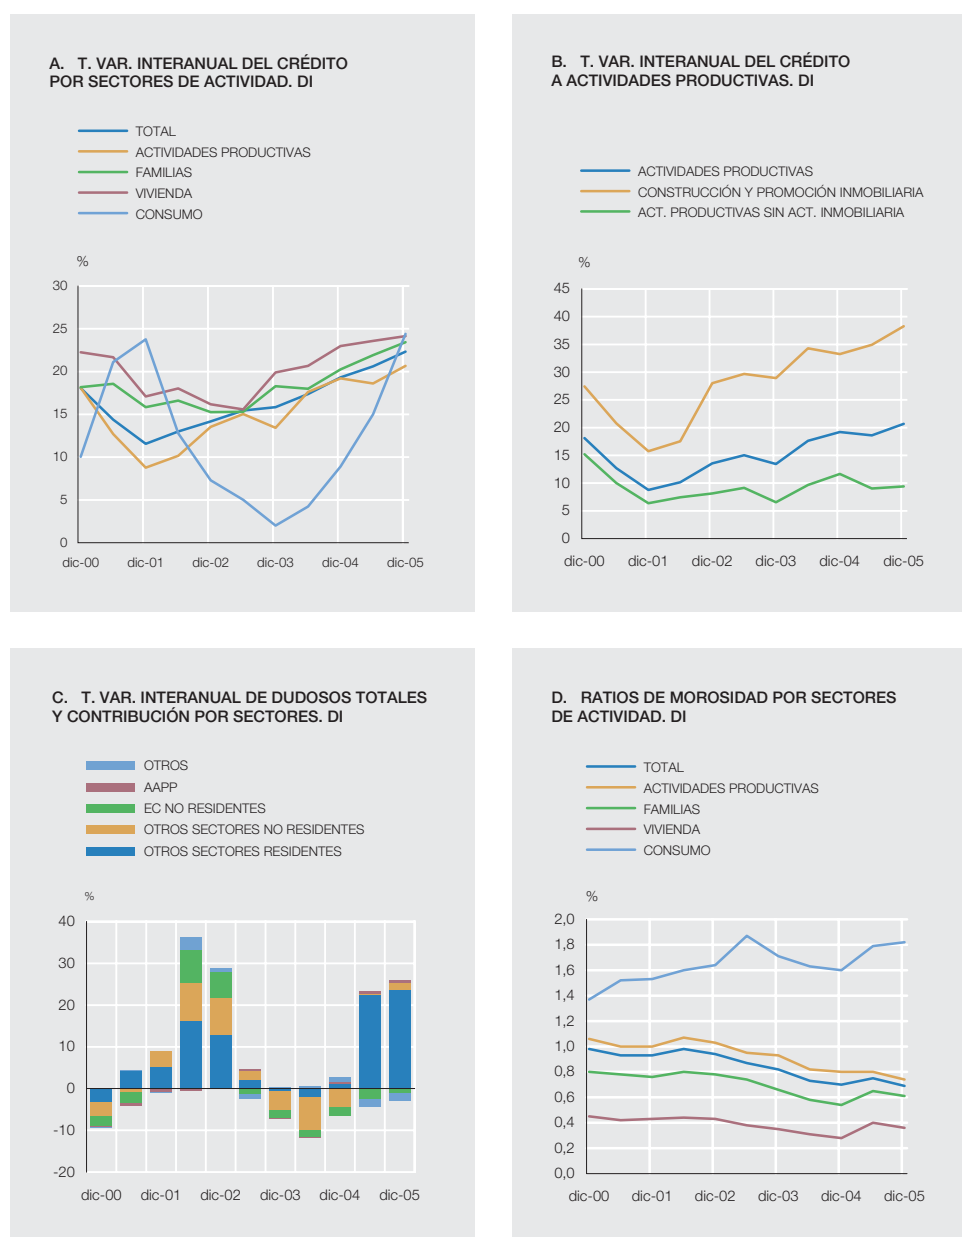 A. T. VAR. INTERANUAL DEL CRÉDITO
POR SECTORES DE ACTIVIDAD. DI
TOTAL
ACTIVIDADES PRODUCTIVAS
FAMILIAS
VIVIENDA
CONSUMO
%
30
25
20
15
10
5
0
dic-00 dic-01 dic-02 dic-03 dic-04 dic-05
B. T. VAR. INTERANUAL DEL CRÉDITO
A ACTIVIDADES PRODUCTIVAS. DI
ACTIVIDADES PRODUCTIVAS
CONSTRUCCIÓN Y PROMOCIÓN INMOBILIARIA
ACT. PRODUCTIVAS SIN ACT. INMOBILIARIA
%
45
40
35
30
25
20
15
10
5
0
dic-00 dic-01 dic-02 dic-03 dic-04 dic-05
C. T. VAR. INTERANUAL DE DUDOSOS TOTALES
Y CONTRIBUCIÓN POR SECTORES. DI
OTROS
AAPP
EC NO RESIDENTES
OTROS SECTORES NO RESIDENTES
OTROS SECTORES RESIDENTES
%
40
30
20
10
0
-10
-20
dic-00 dic-01 dic-02 dic-03 dic-04 dic-05
D. RATIOS DE MOROSIDAD POR SECTORES
DE ACTIVIDAD. DI
TOTAL
ACTIVIDADES PRODUCTIVAS
FAMILIAS
VIVIENDA
CONSUMO
%
2,0
1,8
1,6
1,4
1,2
1,0
0,8
0,6
0,4
0,2
0,0
dic-00 dic-01 dic-02 dic-03 dic-04 dic-05